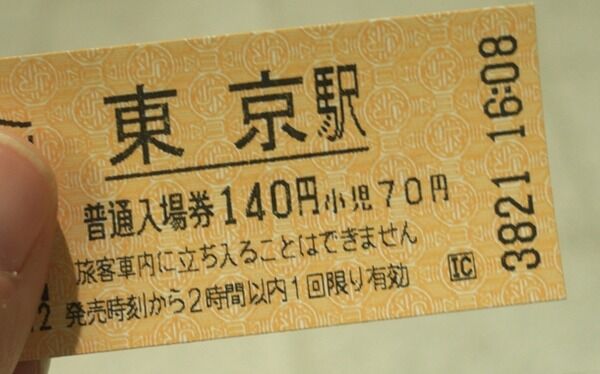 東京駅
普通入場券140円小児70円
旅客車内に立ち入ることはできません
発売時刻から2時間以内1回限り有効
IC
3821 16:08